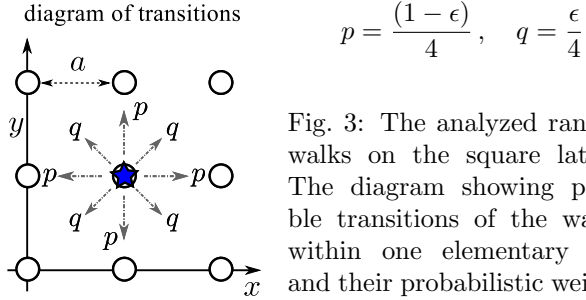 diagram of transitions
a
y
p
q
q
p
p
q
q
p
x
p = (1 − ϵ) / 4 , q = ϵ / 4
Fig. 3: The analyzed ran
walks on the square lat
The diagram showing p
ble transitions of the wa
within one elementary
and their probabilistic wei